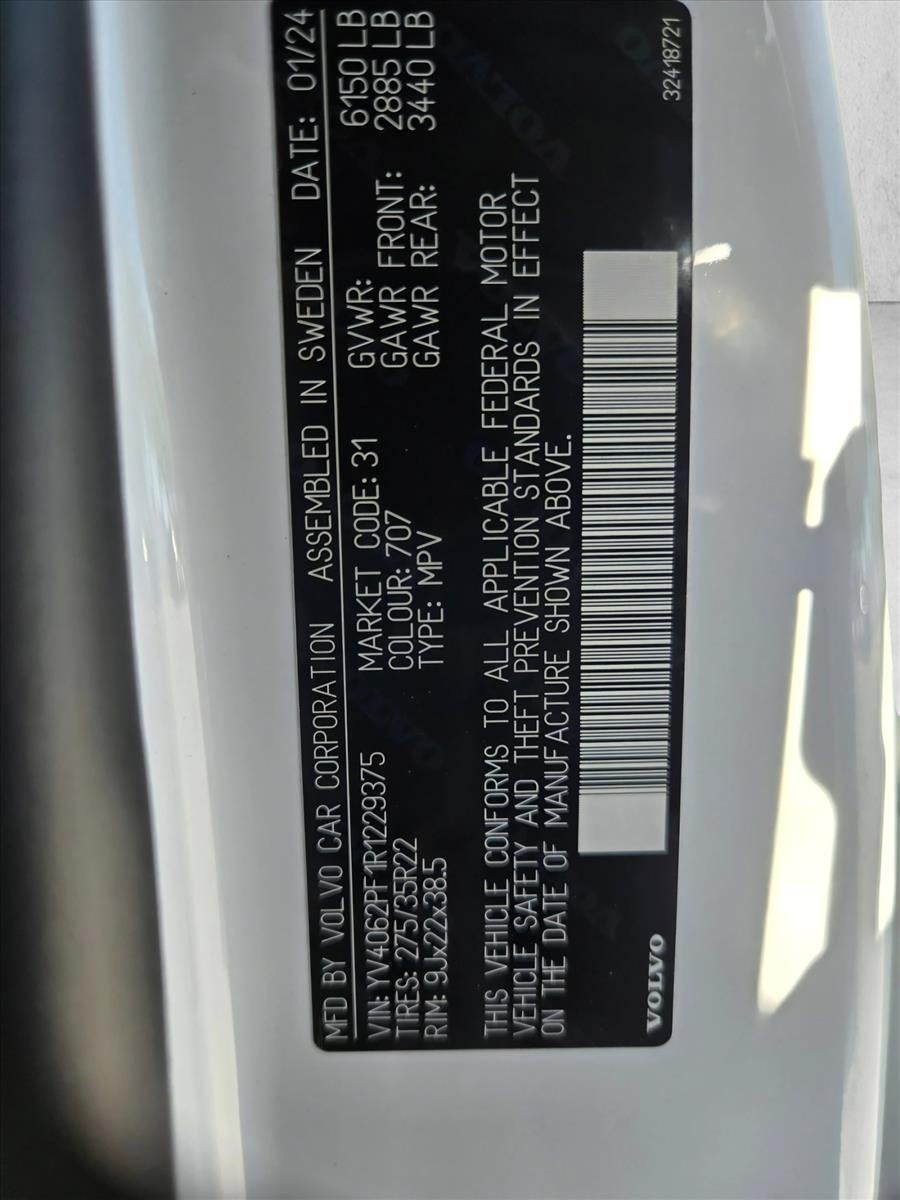 MFD BY VOLVO CAR CORPORATION ASSEMBLED IN SWEDEN DATE: 01/24
VIN: YV4062PF1R1229375 MARKET CODE: 31 GVWR: 6150 LB
TIRES: 275/35R22 COLOUR: 707 GAWR FRONT: 2885 LB
RIM: 9Jx22x38.5 TYPE: MPV GAWR REAR: 3440 LB
THIS VEHICLE CONFORMS TO ALL APPLICABLE FEDERAL MOTOR
VEHICLE SAFETY AND THEFT PREVENTION STANDARDS IN EFFECT
ON THE DATE OF MANUFACTURE SHOWN ABOVE.
VOLVO 32418721